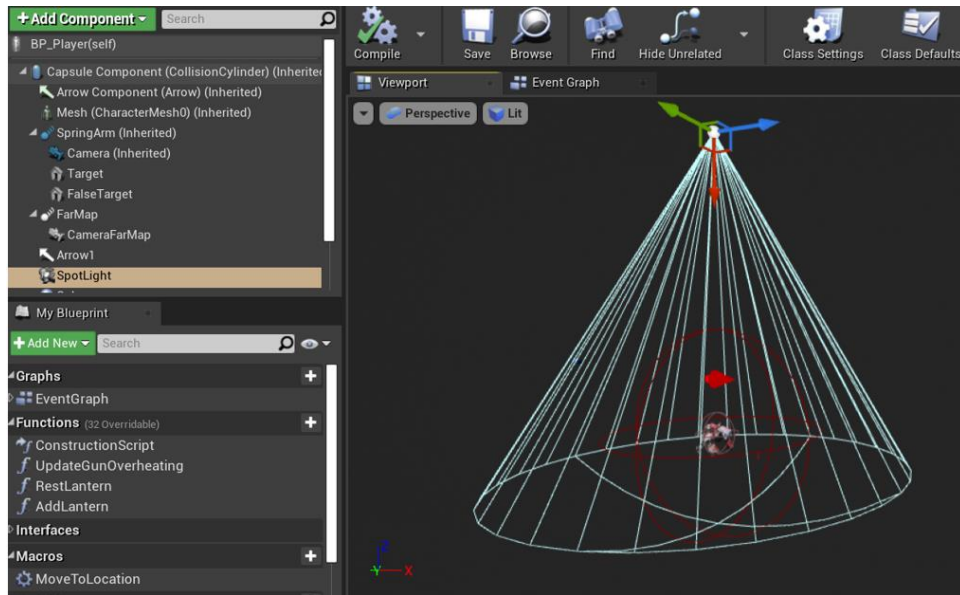 +Add Component
Search
BP_Player(self)
Capsule Component (CollisionCylinder) (Inherite
Arrow Component (Arrow) (Inherited)
Mesh (CharacterMesh0) (Inherited)
SpringArm (Inherited)
Camera (Inherited)
Target
FalseTarget
FarMap
CameraFarMap
Arrow1
SpotLight
My Blueprint
+Add New
Search
Graphs
EventGraph
Functions (32 Overridable)
ConstructionScript
UpdateGunOverheating
RestLantern
AddLantern
Interfaces
Macros
MoveToLocation
Compile
Save
Browse
Find
Hide Unrelated
Class Settings
Class Defaults
Viewport
Event Graph
Perspective
Lit
Z
Y
X